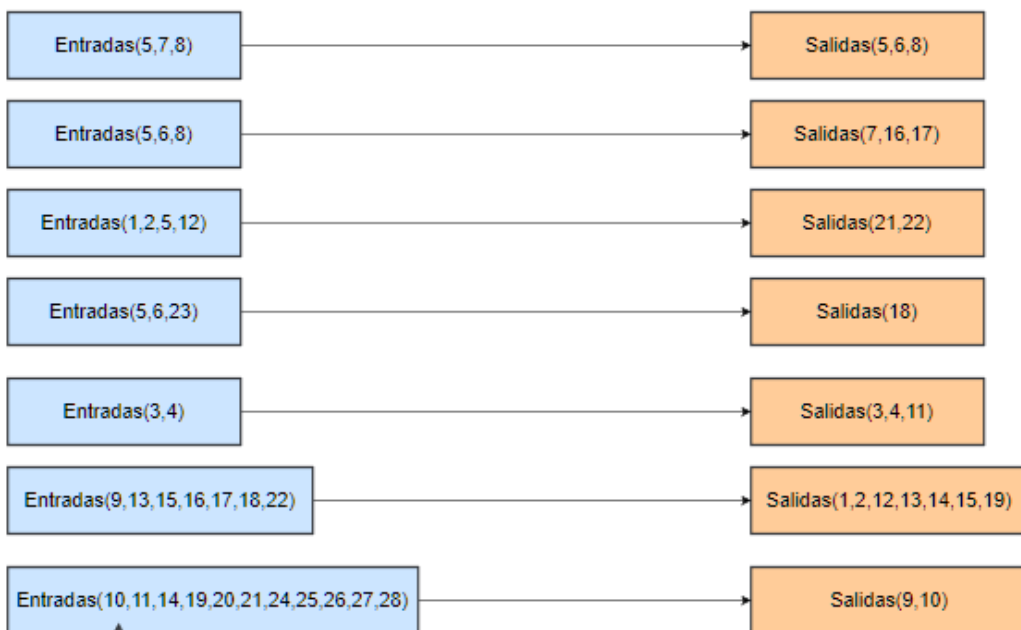 Entradas(5,7,8)
Salidas(5,6,8)
Entradas(5,6,8)
Salidas(7,16,17)
Entradas(1,2,5,12)
Salidas(21,22)
Entradas(5,6,23)
Salidas(18)
Entradas(3,4)
Salidas(3,4,11)
Entradas(9,13,15,16,17,18,22)
Salidas(1,2,12,13,14,15,19)
Entradas(10,11,14,19,20,21,24,25,26,27,28)
Salidas(9,10)